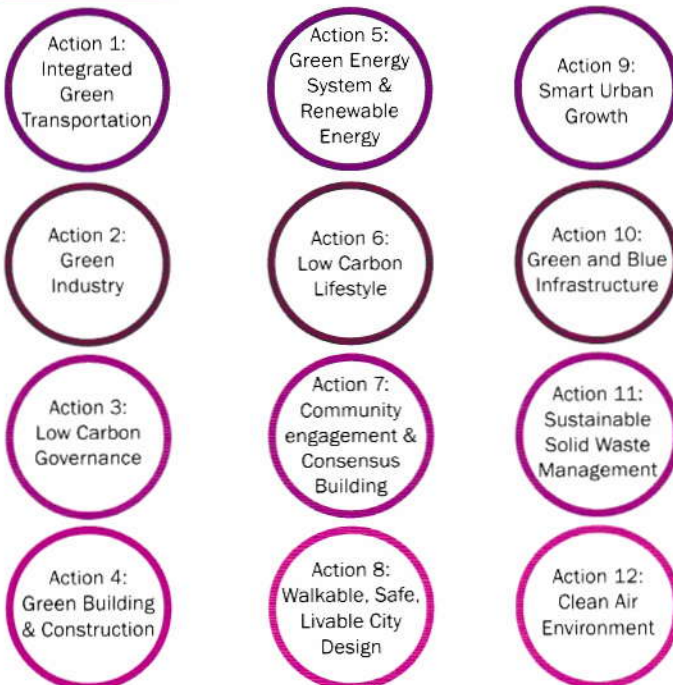 Action 1:
Integrated
Green
Transportation
Action 2:
Green
Industry
Action 3:
Low Carbon
Governance
Action 4:
Green Building
& Construction
Action 5:
Green Energy
System &
Renewable
Energy
Action 6:
Low Carbon
Lifestyle
Action 7:
Community
engagement &
Consensus
Building
Action 8:
Walkable, Safe,
Livable City
Design
Action 9:
Smart Urban
Growth
Action 10:
Green and Blue
Infrastructure
Action 11:
Sustainable
Solid Waste
Management
Action 12:
Clean Air
Environment